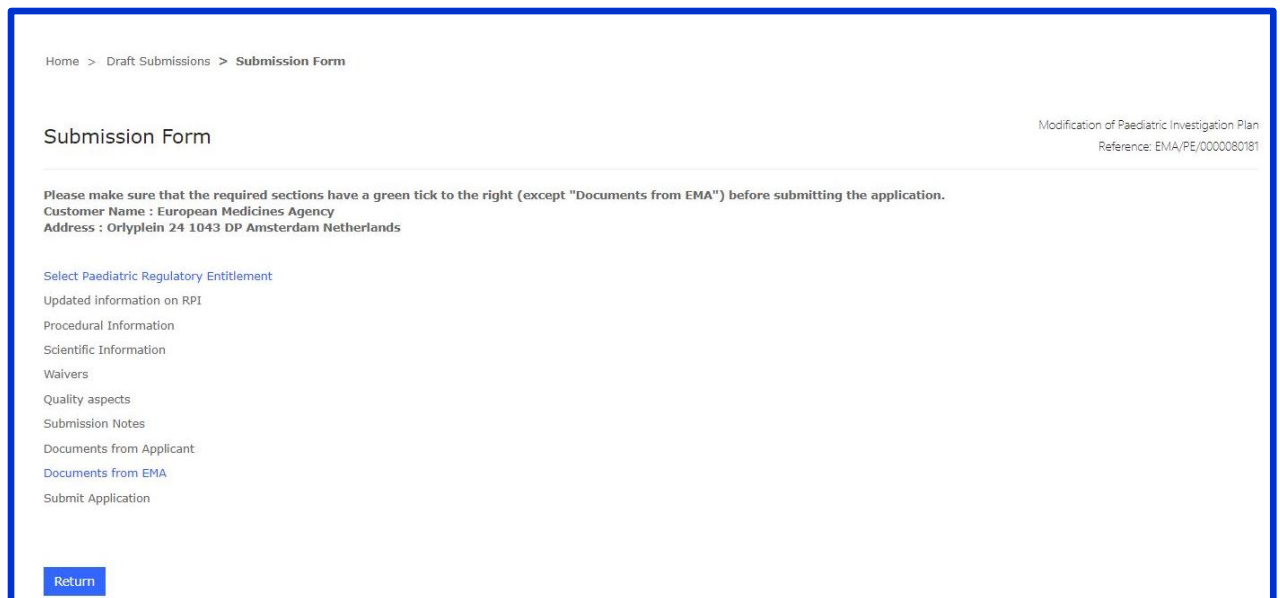 Home > Draft Submissions > Submission Form
Submission Form
Modification of Paediatric Investigation Plan
Reference: EMA/PE/0000080181
Please make sure that the required sections have a green tick to the right (except "Documents from EMA") before submitting the application.
Customer Name : European Medicines Agency
Address : Orlyplein 24 1043 DP Amsterdam Netherlands
Select Paediatric Regulatory Entitlement
Updated information on RPI
Procedural Information
Scientific Information
Waivers
Quality aspects
Submission Notes
Documents from Applicant
Documents from EMA
Submit Application
Return